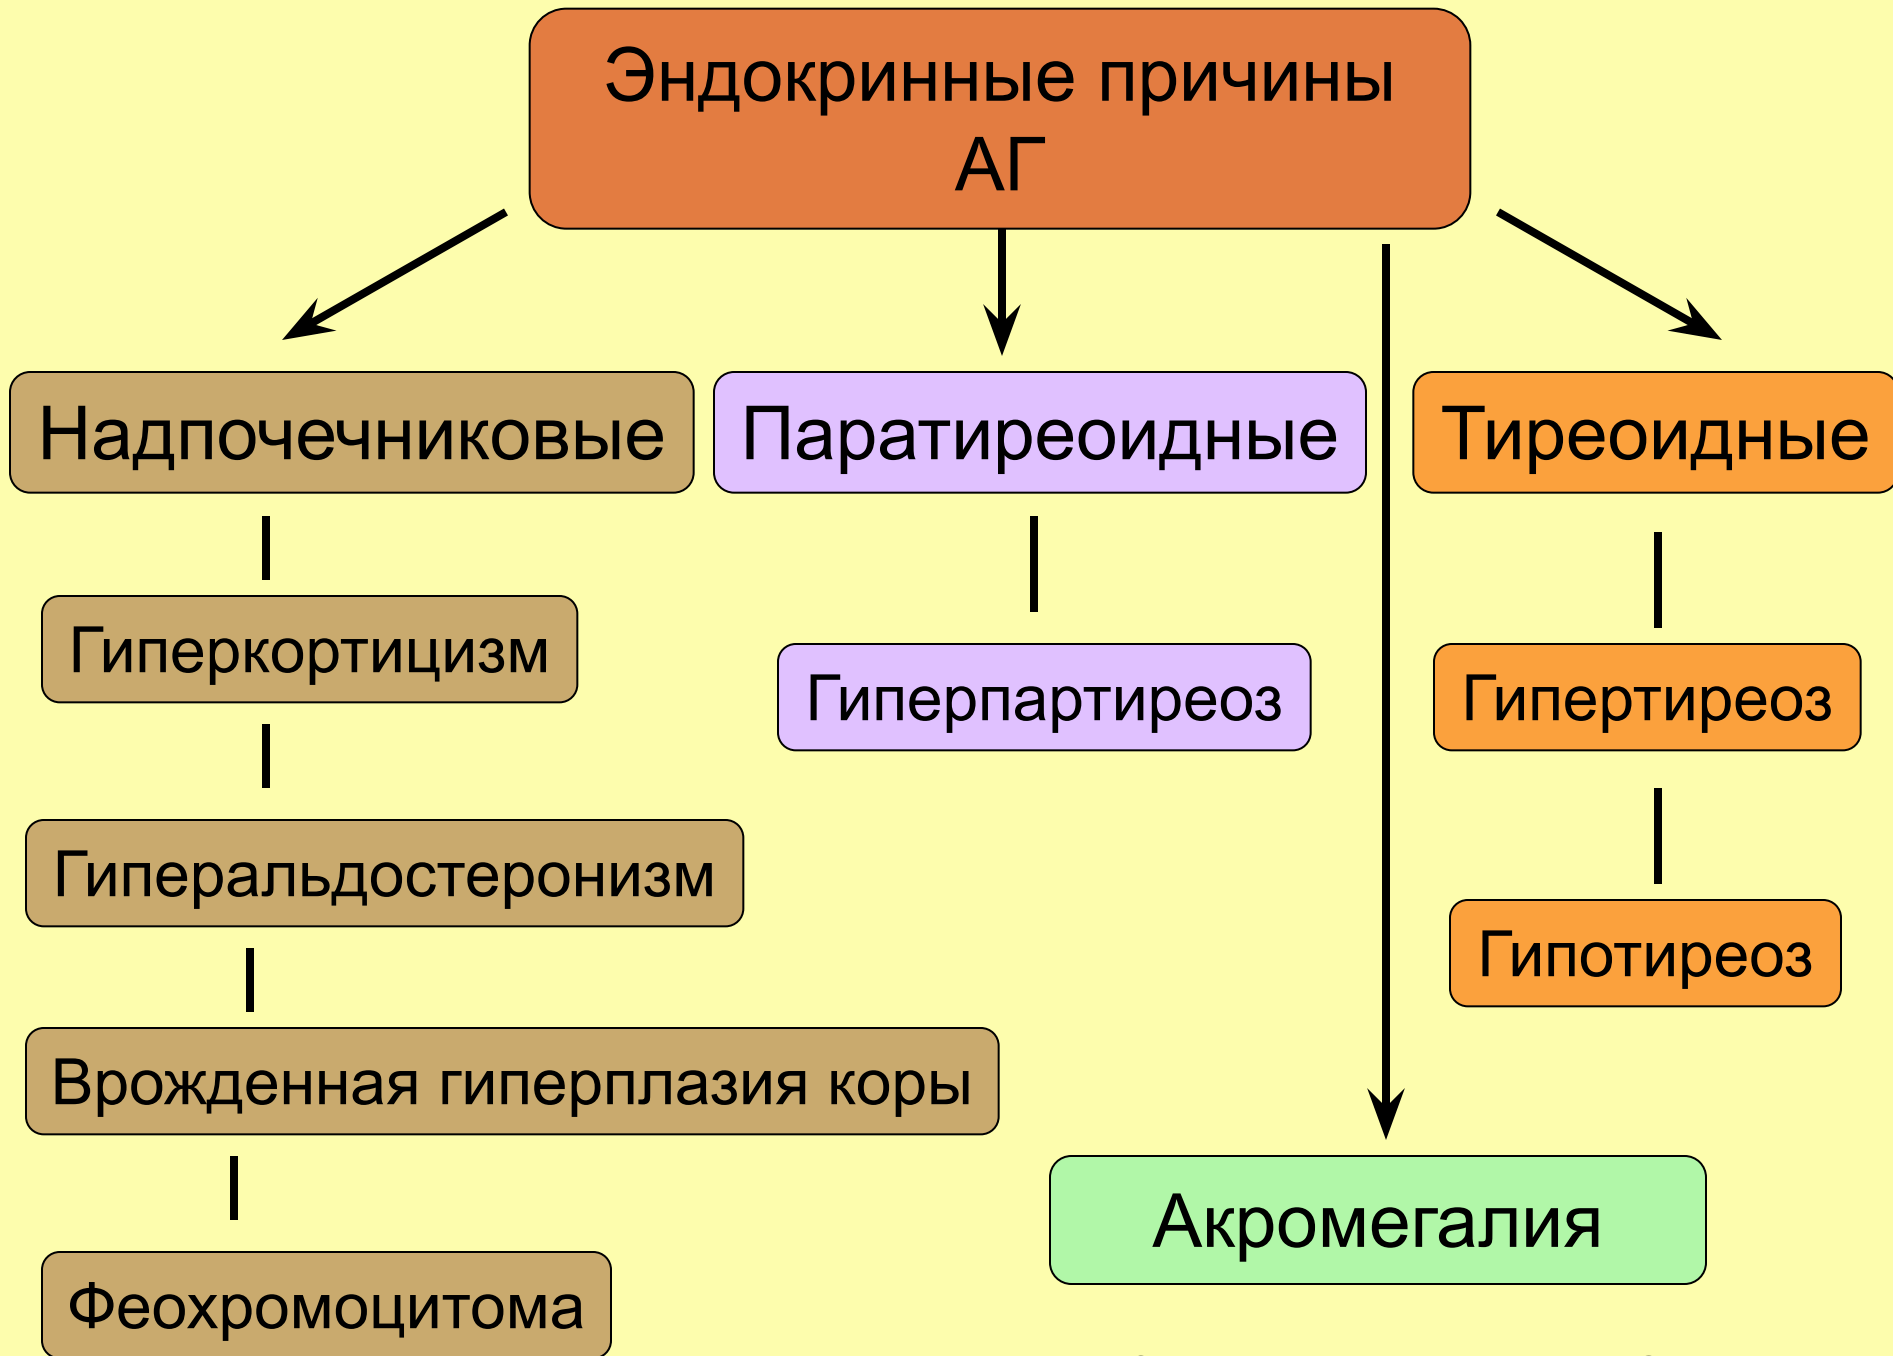 Эндокринные причины
АГ
Надпочечниковые
Паратиреоидные
Тиреоидные
Гиперкортицизм
Гиперпартиреоз
Гипертиреоз
Гиперальдостеронизм
Гипотиреоз
Врожденная гиперплазия коры
Акромегалия
Феохромоцитома